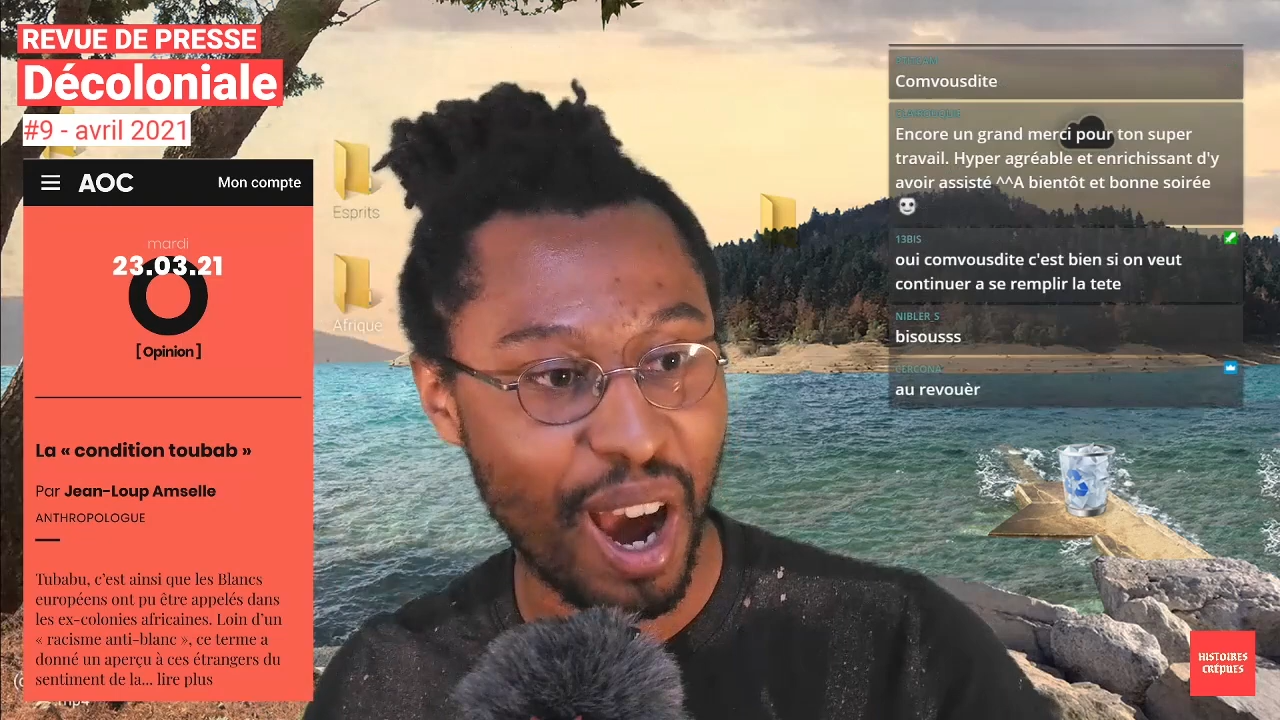 REVUE DE PRESSE
Décoloniale
#9 - avril 2021
AOC
Mon compte
mardi
23.03.21
[ Opinion ]
La « condition toubab »
Par Jean-Loup Amselle
ANTHROPOLOGUE
Tubabu, c'est ainsi que les Blancs
européens ont pu être appelés dans
les ex-colonies africaines. Loin d'un
« racisme anti-blanc », ce terme a
donné un aperçu à ces étrangers du
sentiment de la... lire plus
.mp4
Esprits
Afrique
Comvousdite
Encore un grand merci pour ton super
travail. Hyper agréable et enrichissant d'y
avoir assisté ^^A bientôt et bonne soirée
13BIS
oui comvousdite c'est bien si on veut
continuer a se remplir la tete
NIBLER_S
bisousss
CERCONA
au revouèr
HISTOIRES
CRÉPUES